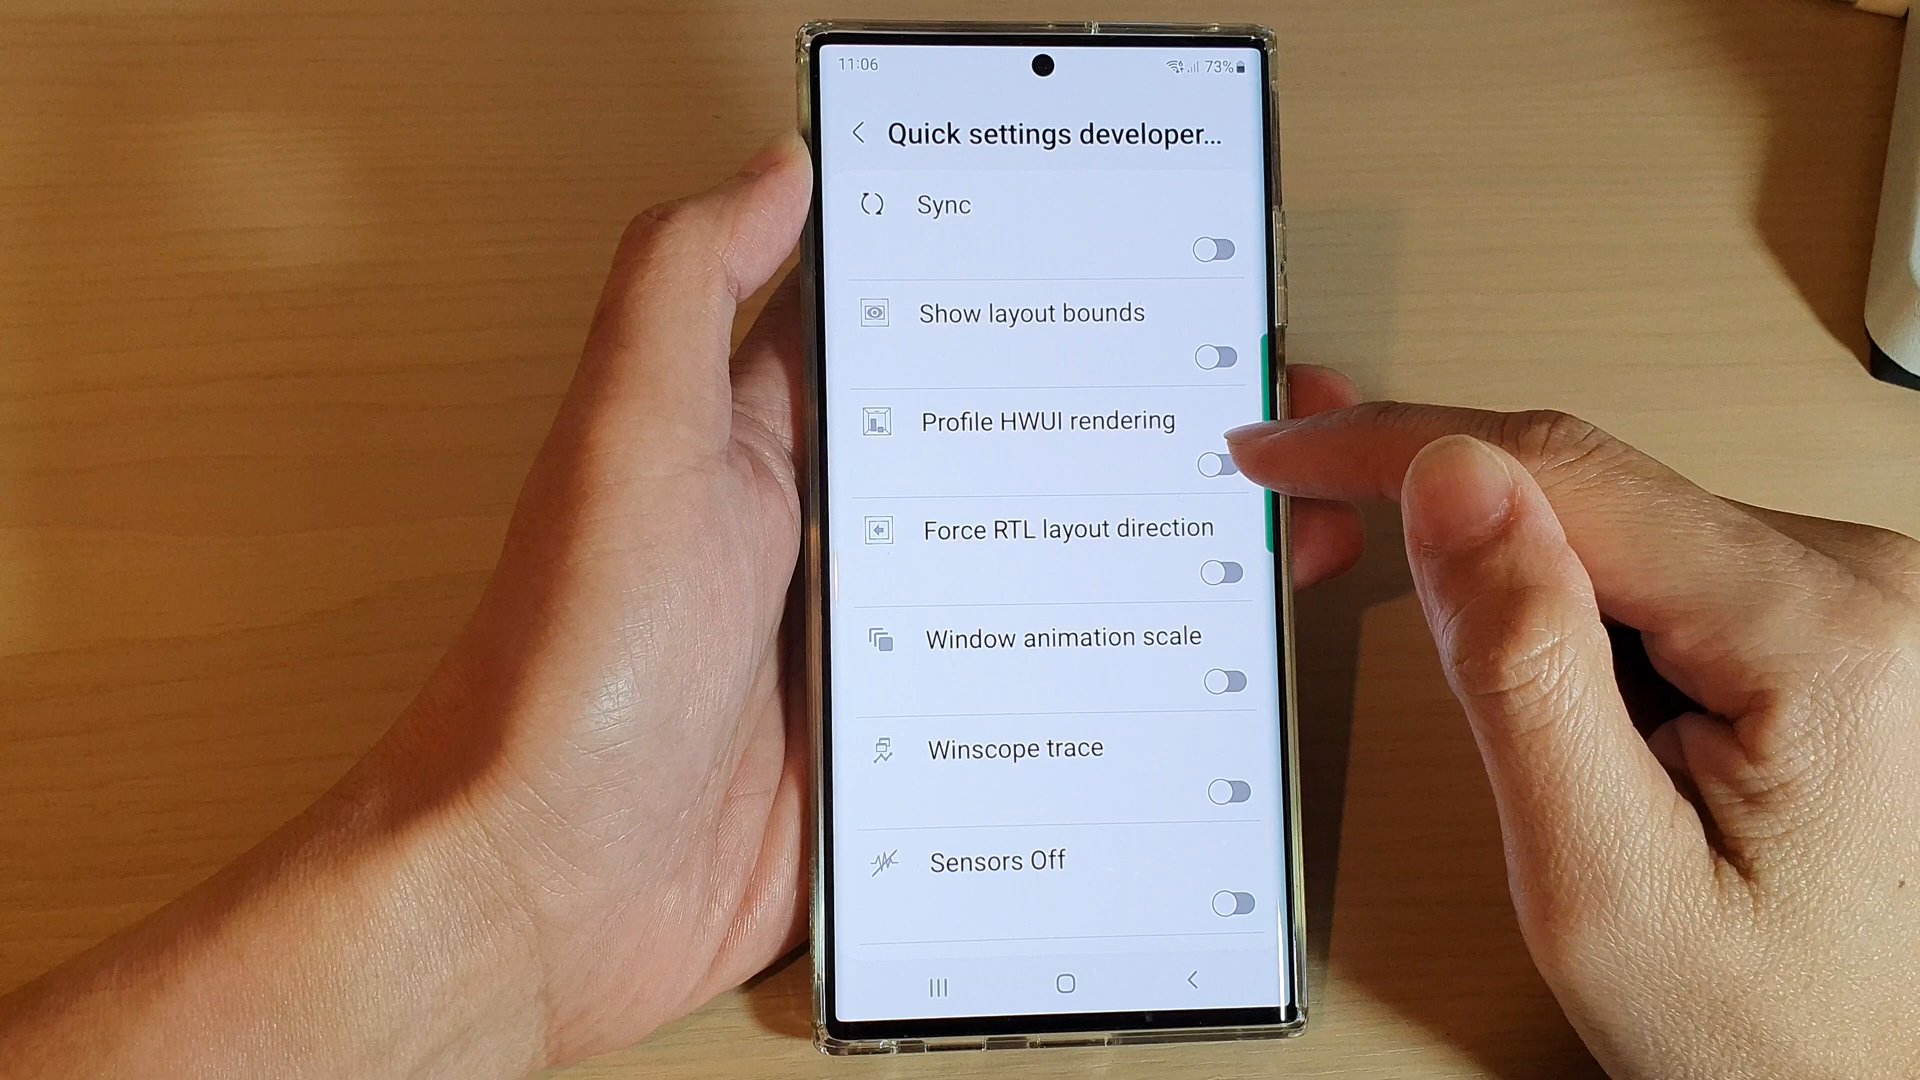 11:06
73%
Quick settings developer...
Sync
Show layout bounds
Profile HWUI rendering
Force RTL layout direction
Window animation scale
Winscope trace
Sensors Off